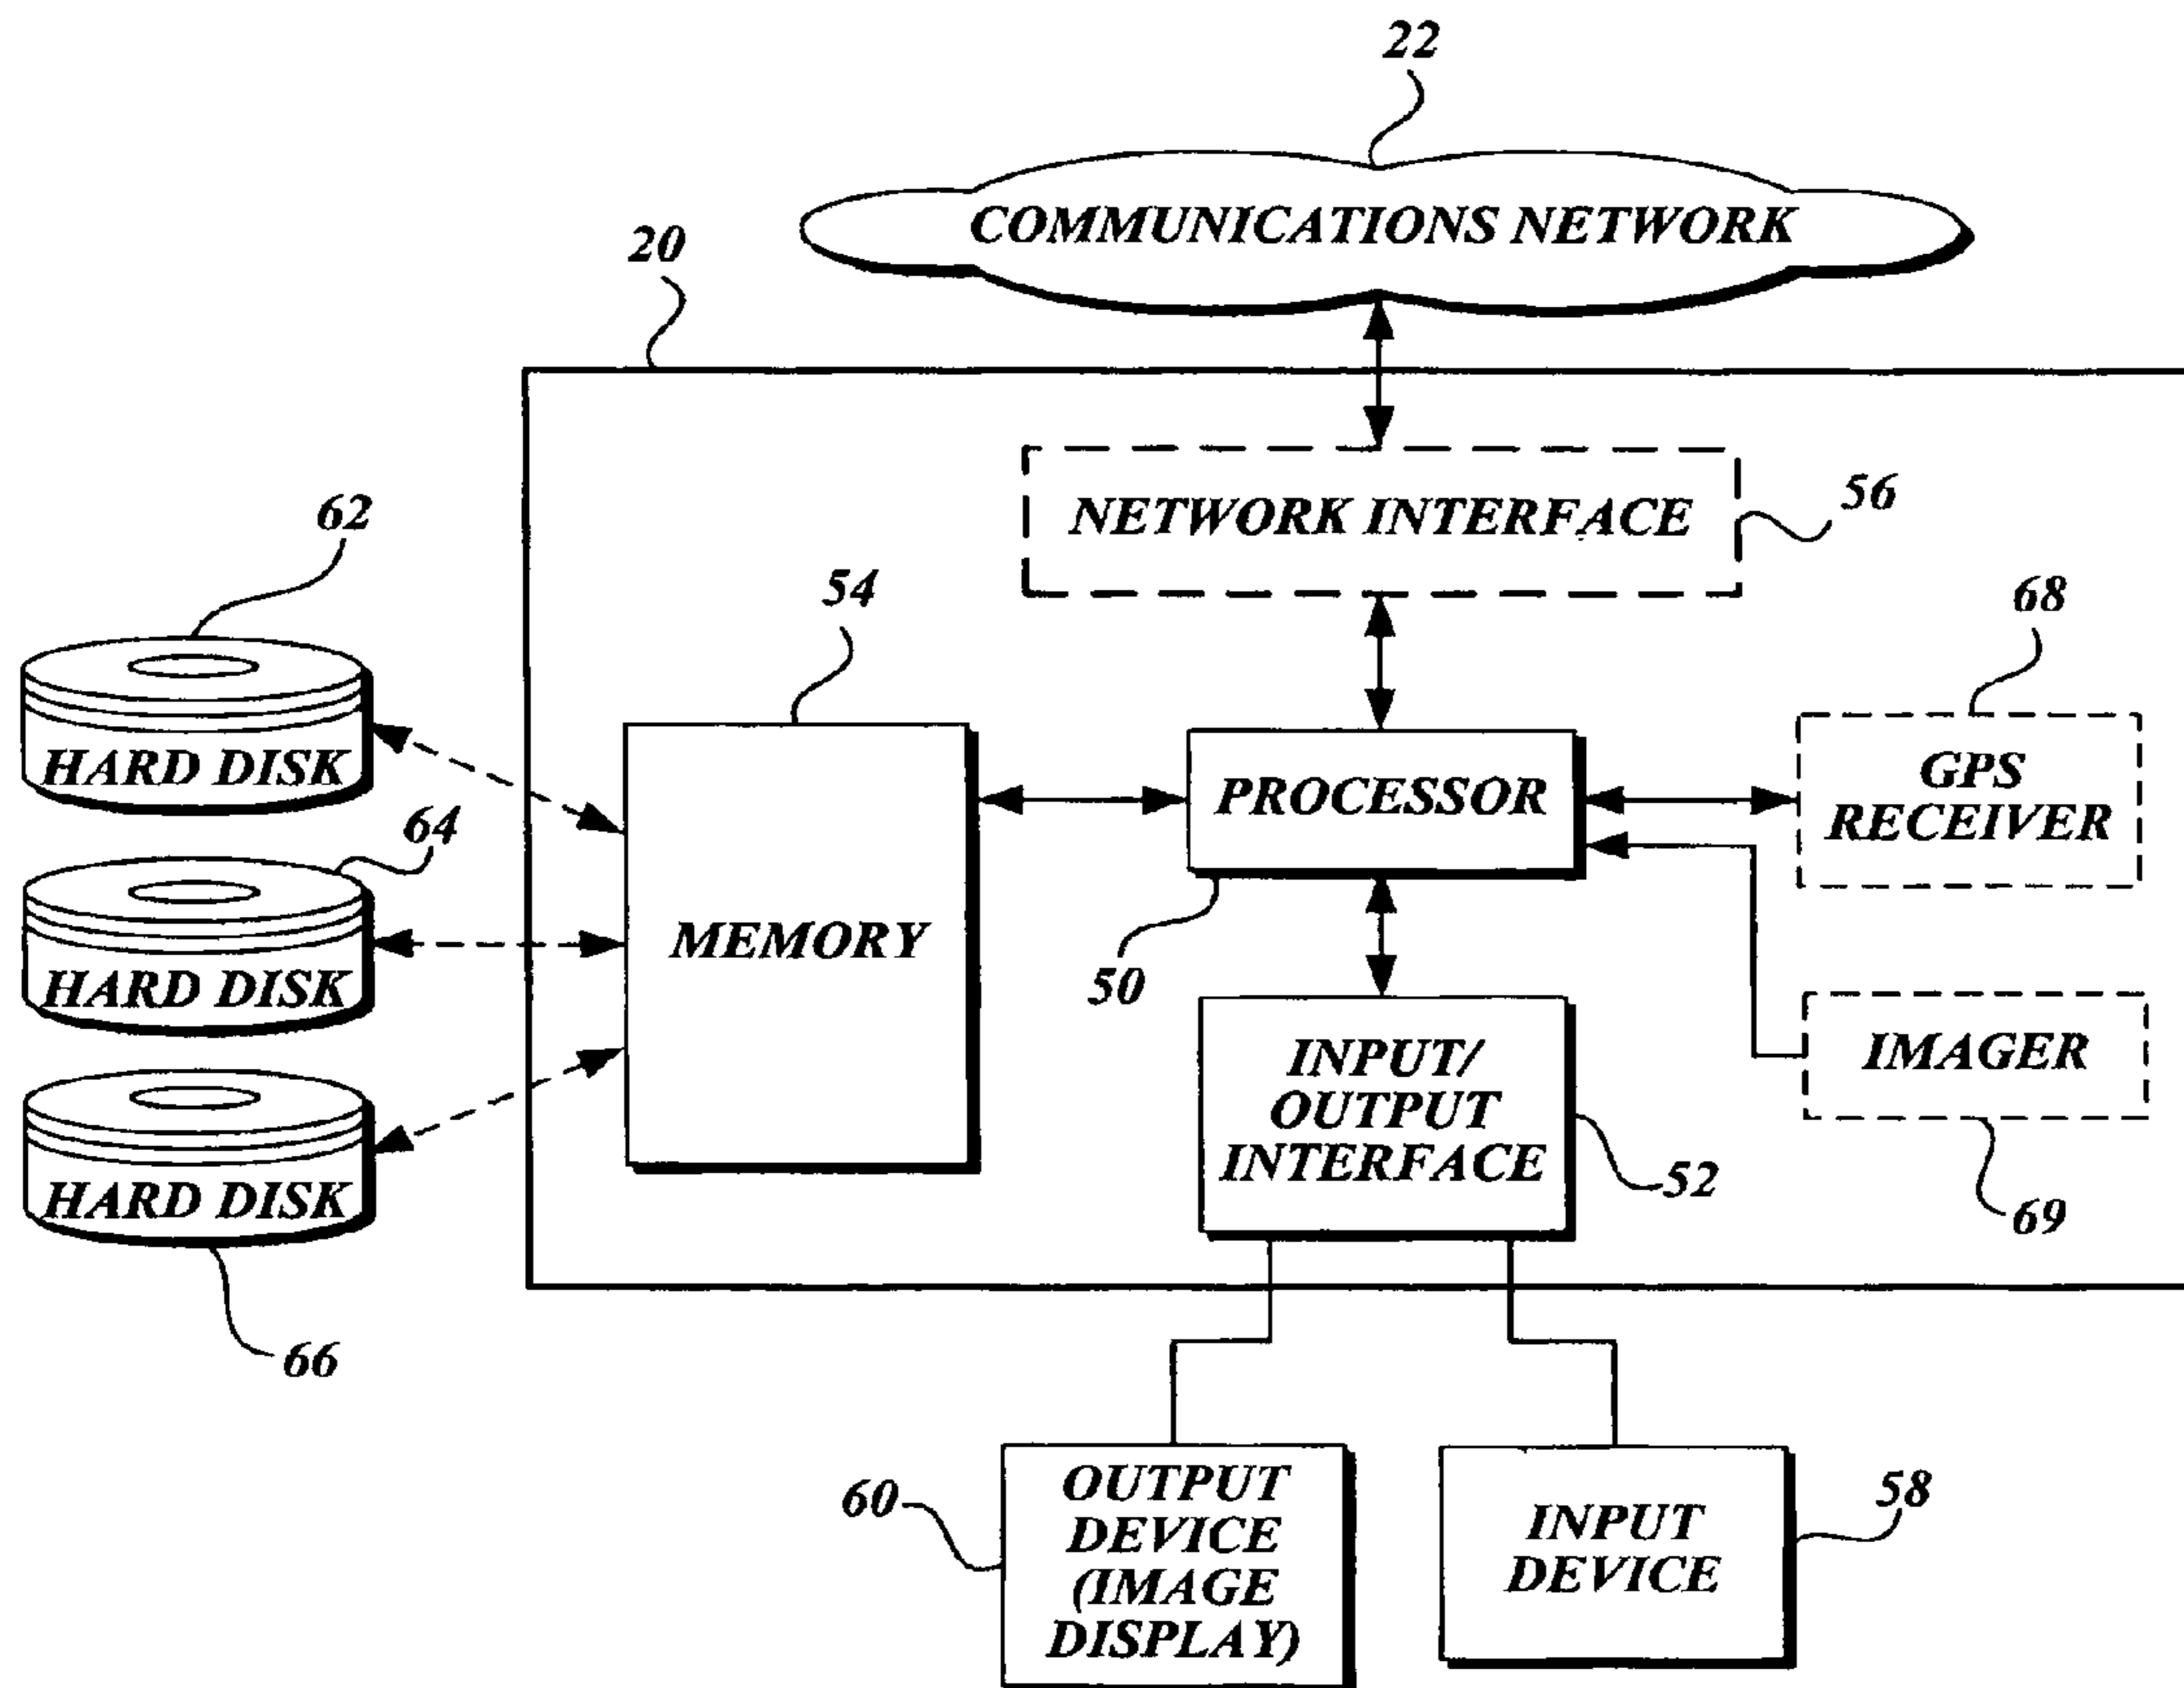 22
COMMUNICATIONS NETWORK
20
NETWORK INTERFACE
56
62
54
68
HARD DISK
PROCESSOR
GPS
RECEIVER
64
MEMORY
HARD DISK
50
INPUT/
OUTPUT
INTERFACE
IMAGER
52
69
HARD DISK
66
60
OUTPUT
DEVICE
(IMAGE
DISPLAY)
INPUT
DEVICE
58